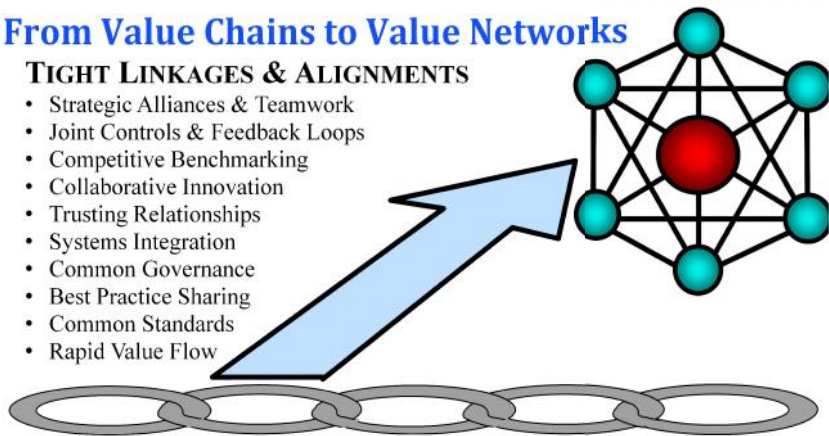 From Value Chains to Value Networks
TIGHT LINKAGES & ALIGNMENTS
• Strategic Alliances & Teamwork
• Joint Controls & Feedback Loops
• Competitive Benchmarking
• Collaborative Innovation
• Trusting Relationships
• Systems Integration
• Common Governance
• Best Practice Sharing
• Common Standards
• Rapid Value Flow